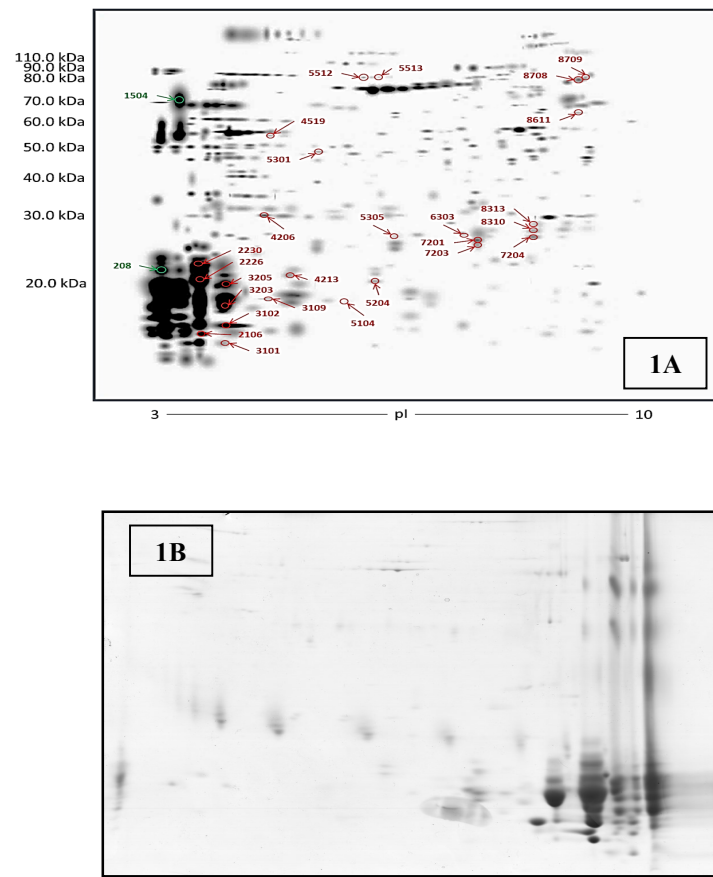 110.0 kDa
90.0 kDa
80.0 kDa
70.0 kDa
60.0 kDa
50.0 kDa
40.0 kDa
30.0 kDa
20.0 kDa
1504
208
5512
5513
8709
8708
8611
4519
5301
4206
5305
6303
7201
7203
8313
8310
7204
2230
2226
3205
3203
3102
2106
3101
4213
3109
5204
5104
1A
3 pI 10
1B